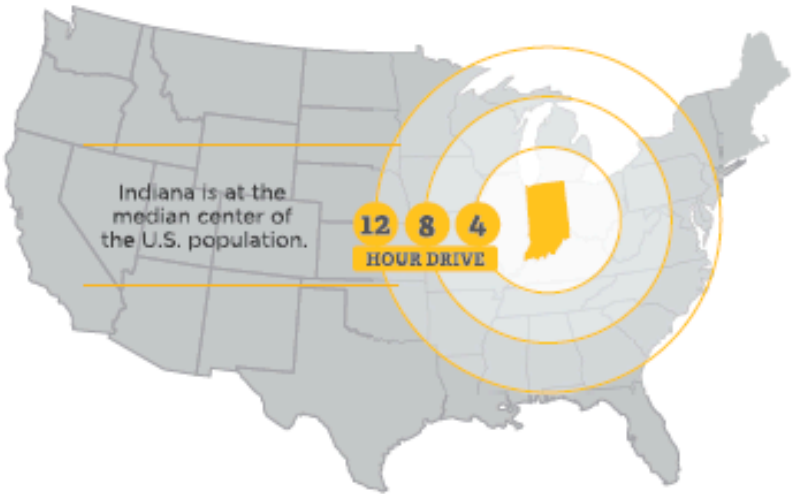 Indiana is at the
median center of
the U.S. population.
12 8 4
HOUR DRIVE